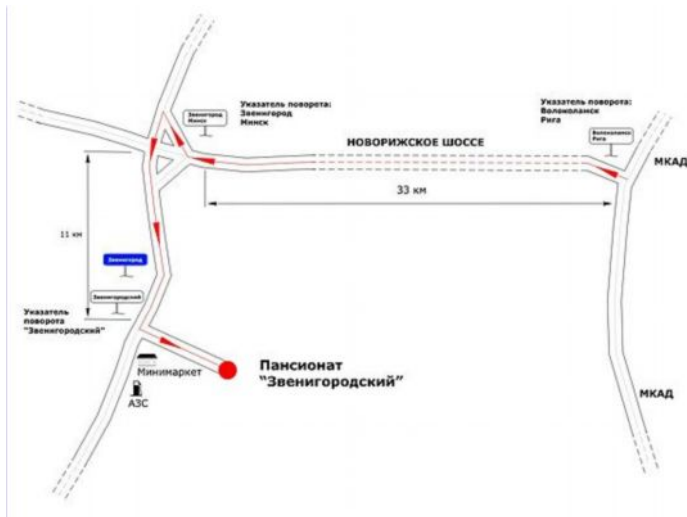 Указатель поворота:
Звенигород
Минск
Звенигород
Минск
Указатель поворота:
Волоколамск
Рига
Волоколамск
Рига
НОВОРИЖСКОЕ ШОССЕ
МКАД
33 км
11 км
Звенигород
Звенигородский
Указатель
поворота
"Звенигородский"
Минимаркет
АЗС
Пансионат
"Звенигородский"
МКАД